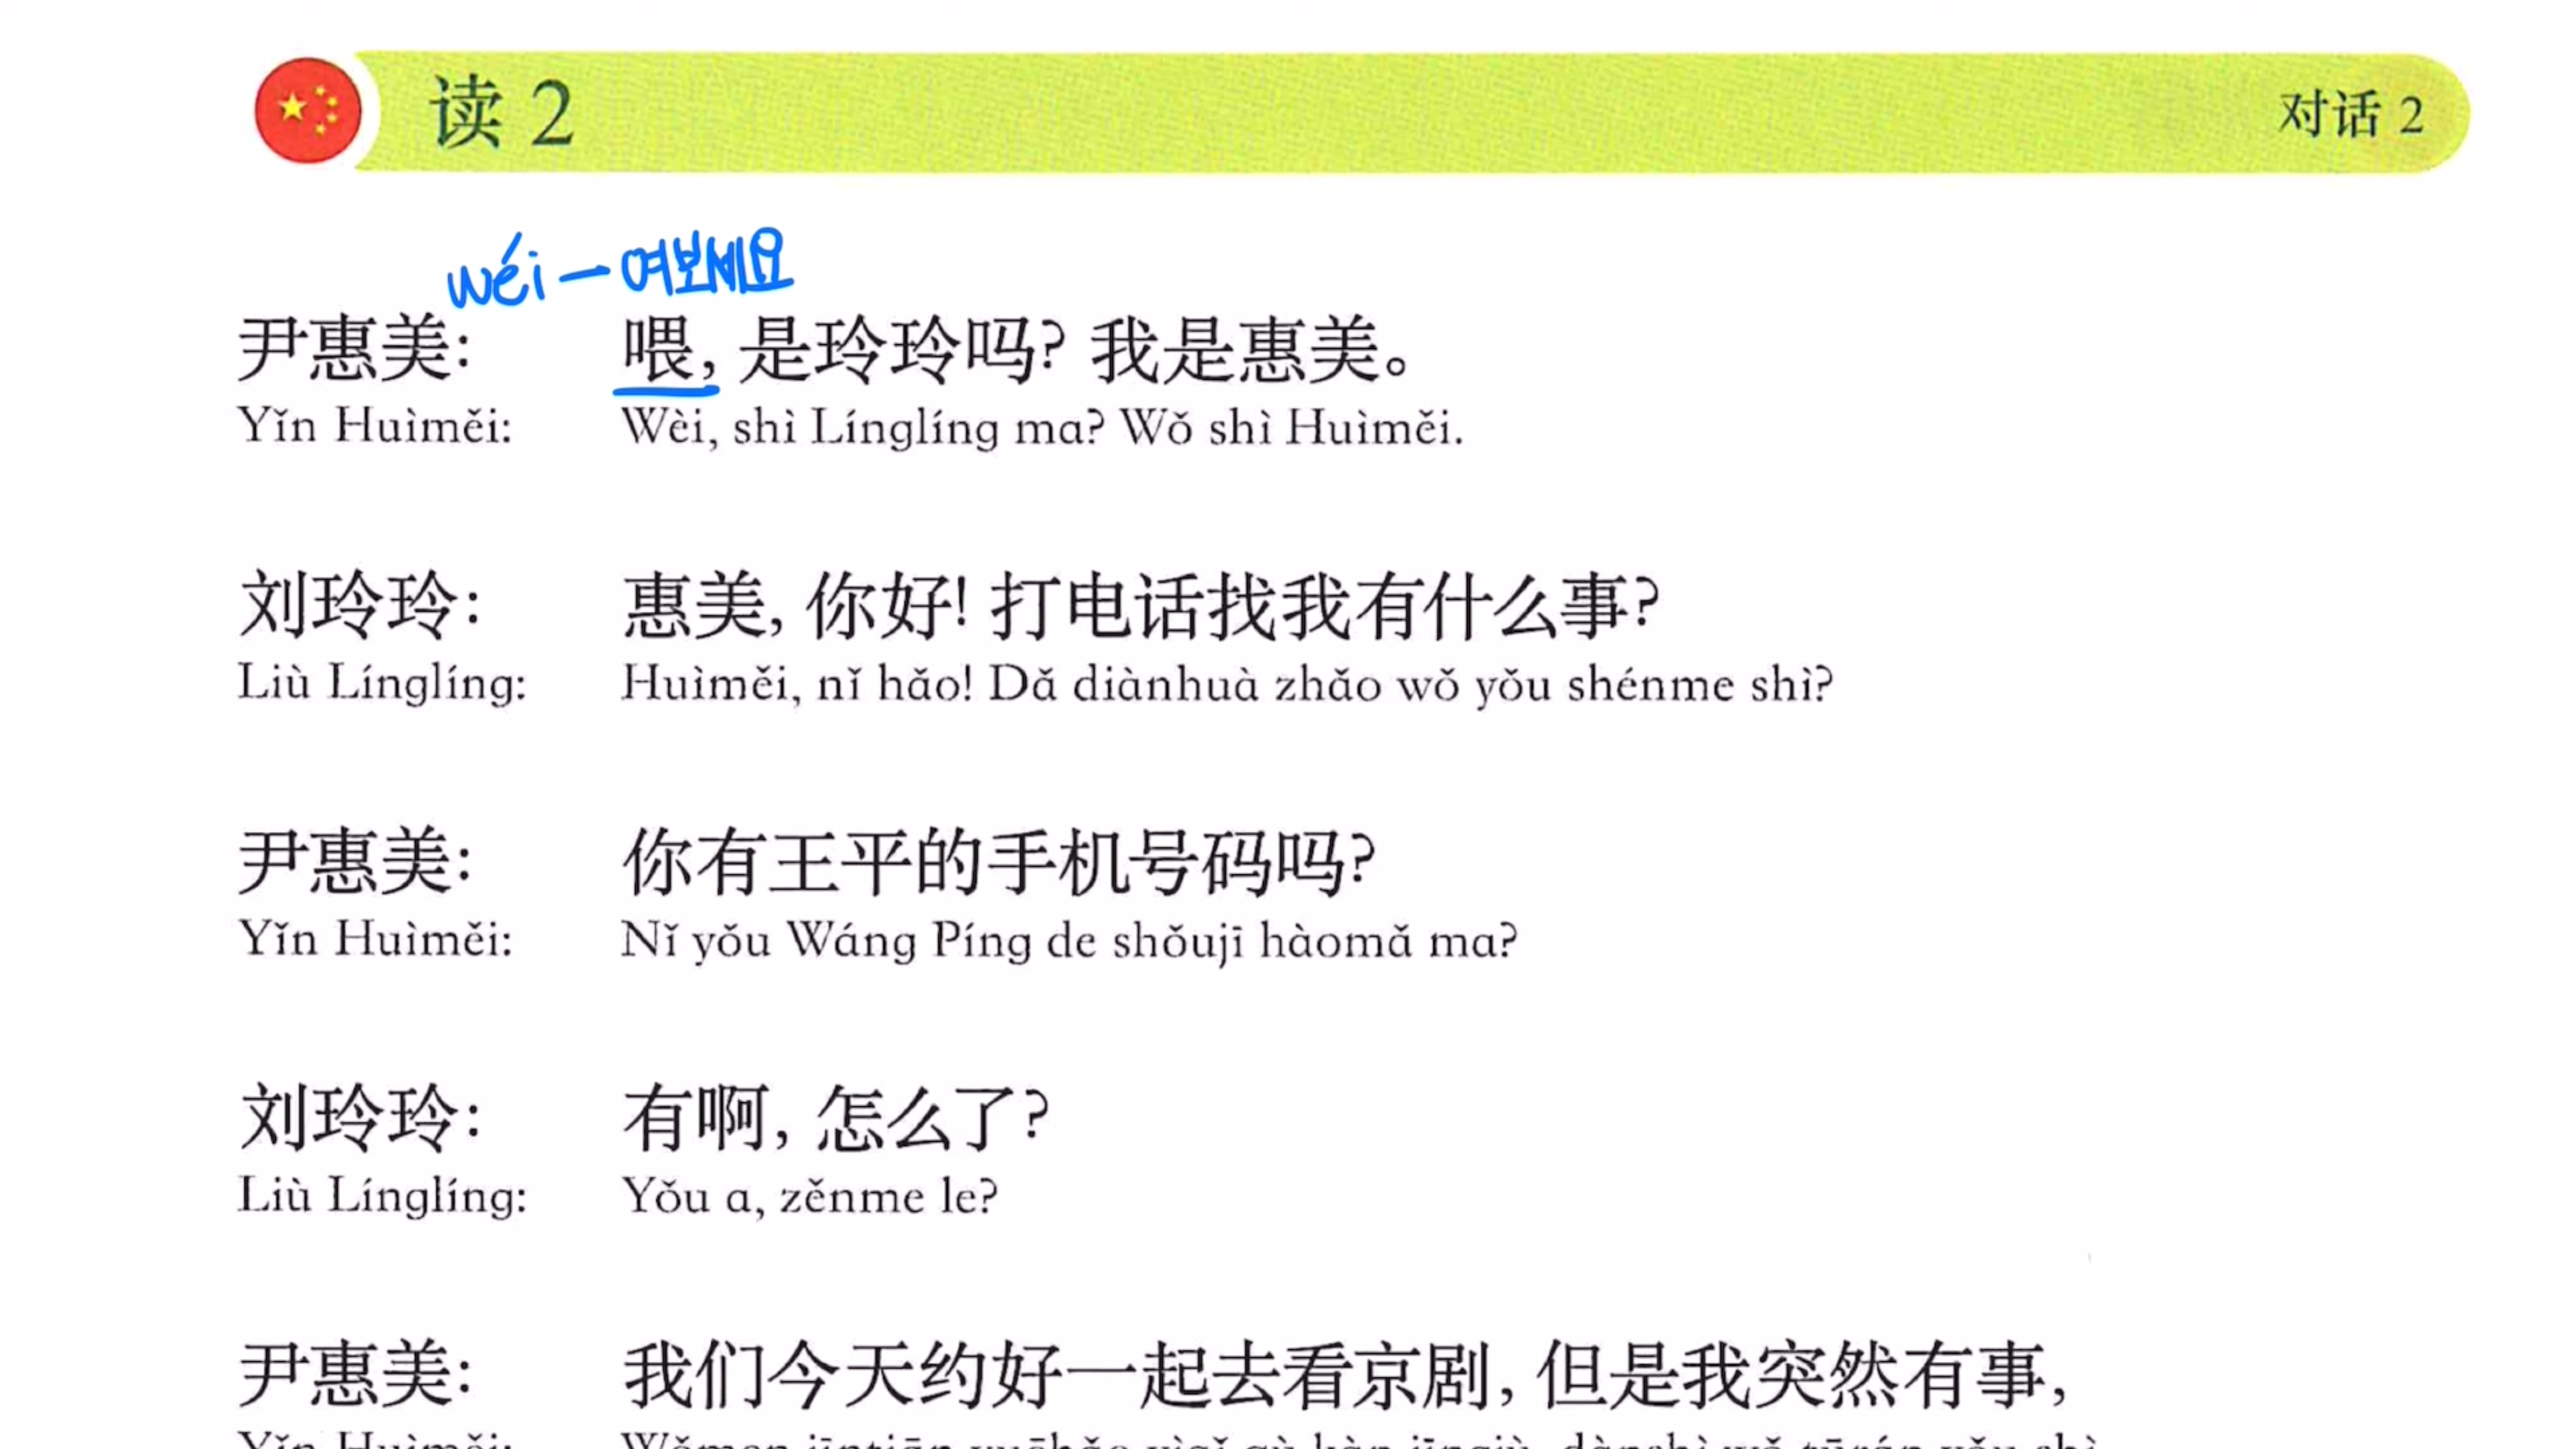 读 2
对话 2
wéi — 여보세요
尹惠美: 喂, 是玲玲吗? 我是惠美。
Yǐn Huìměi: Wèi, shì Línglíng ma? Wǒ shì Huìměi.
刘玲玲: 惠美, 你好! 打电话找我有什么事?
Liù Línglíng: Huìměi, nǐ hǎo! Dǎ diànhuà zhǎo wǒ yǒu shénme shì?
尹惠美: 你有王平的手机号码吗?
Yǐn Huìměi: Nǐ yǒu Wáng Píng de shǒujī hàomǎ ma?
刘玲玲: 有啊, 怎么了?
Liù Línglíng: Yǒu a, zěnme le?
尹惠美: 我们今天约好一起去看京剧, 但是我突然有事,
Yǐn Huìměi: